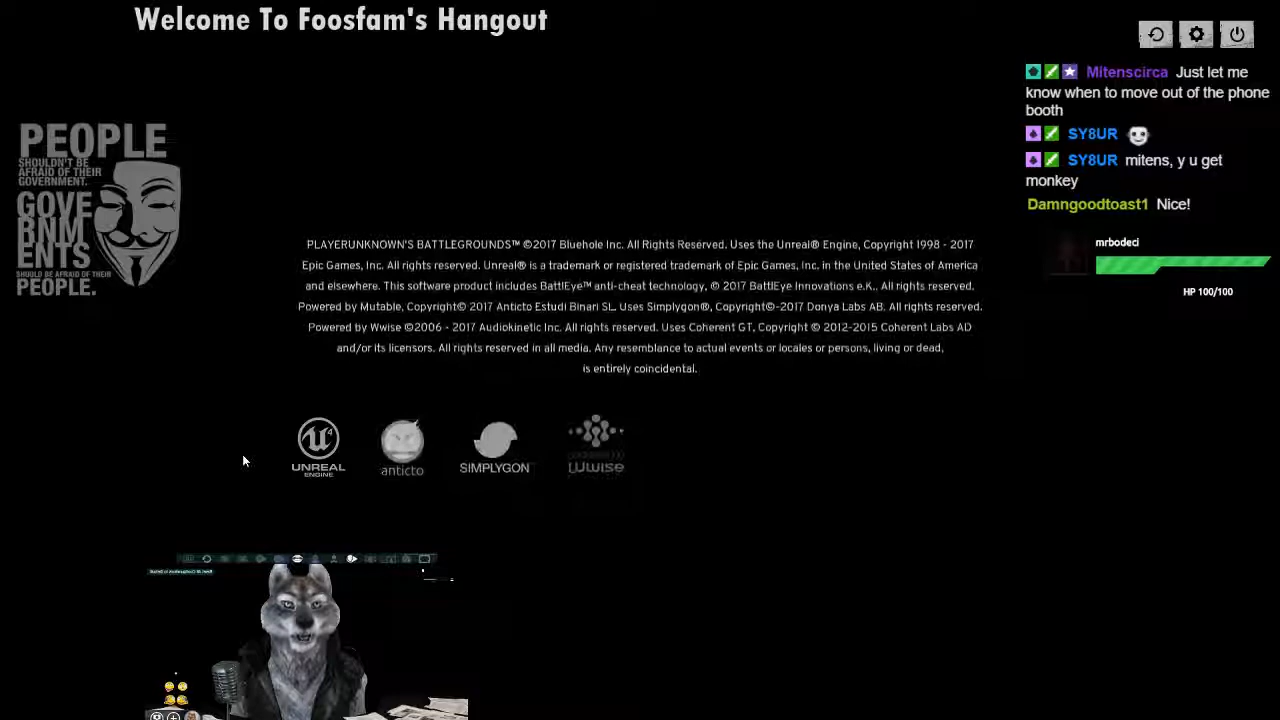 Welcome To Foosfam's Hangout
PEOPLE
SHOULDN'T BE
AFRAID OF THEIR
GOVERNMENT.
GOVE
RNM
ENTS
SHOULD BE AFRAID OF THEIR
PEOPLE.
Mitenscirca Just let me
know when to move out of the phone
booth
SY8UR
SY8UR mitens, y u get
monkey
Damngoodtoast1 Nice!
mrbodeci
HP 100/100
PLAYERUNKNOWN'S BATTLEGROUNDS™ ©2017 Bluehole Inc. All Rights Reserved. Uses the Unreal® Engine, Copyright 1998 - 2017
Epic Games, Inc. All rights reserved. Unreal® is a trademark or registered trademark of Epic Games, Inc. in the United States of America
and elsewhere. This software product includes BattlEye™ anti-cheat technology, © 2017 BattlEye Innovations e.K.. All rights reserved.
Powered by Mutable, Copyright© 2017 Anticto Estudi Binari SL. Uses Simplygon®, Copyright©-2017 Donya Labs AB. All rights reserved.
Powered by Wwise ©2006 - 2017 Audiokinetic Inc. All rights reserved. Uses Coherent GT, Copyright © 2012-2015 Coherent Labs AD
and/or its licensors. All rights reserved in all media. Any resemblance to actual events or locales or persons, living or dead,
is entirely coincidental.
UNREAL
ENGINE
anticto
SIMPLYGON
wwise